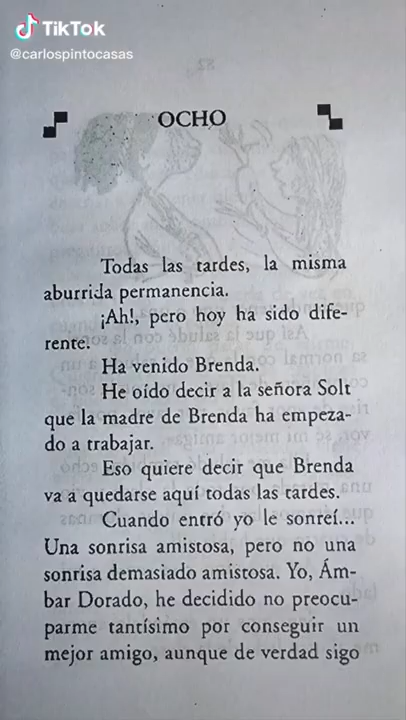 TikTok
@carlospintocasas
OCHO
Todas las tardes, la misma
aburrida permanencia.
¡Ah!, pero hoy ha sido dife-
rente.
Ha venido Brenda.
He oído decir a la señora Solt
que la madre de Brenda ha empeza-
do a trabajar.
Eso quiere decir que Brenda
va a quedarse aquí todas las tardes.
Cuando entró yo le sonreí...
Una sonrisa amistosa, pero no una
sonrisa demasiado amistosa. Yo, Ám-
bar Dorado, he decidido no preocu-
parme tantísimo por conseguir un
mejor amigo, aunque de verdad sigo